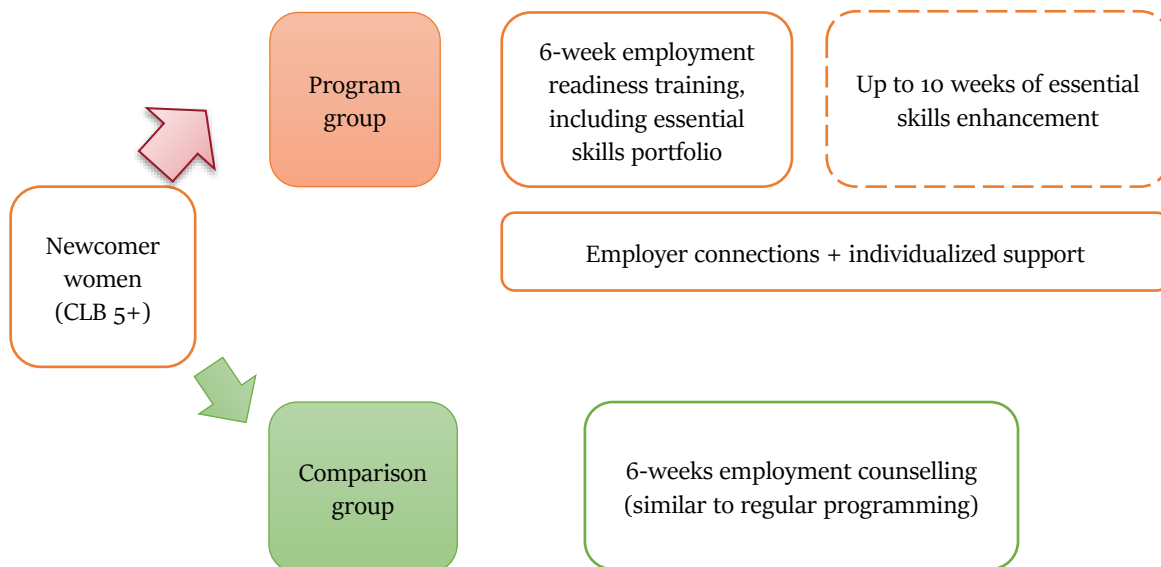 Program
group
6-week employment
readiness training,
including essential
skills portfolio
Up to 10 weeks of essential
skills enhancement
Newcomer
women
(CLB 5+)
Employer connections + individualized support
Comparison
group
6-weeks employment counselling
(similar to regular programming)